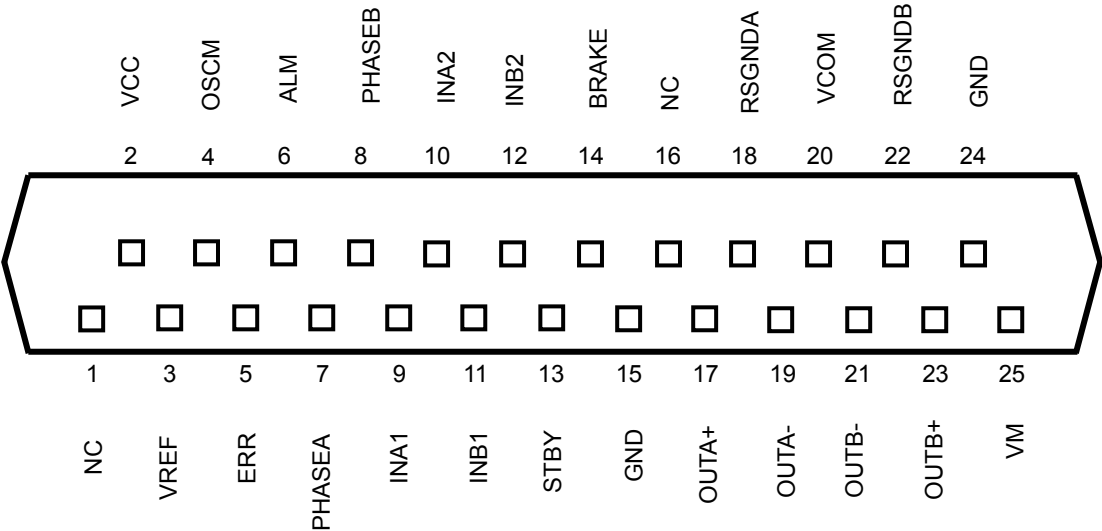 VCC OSCM ALM PHASEB INA2 INB2 BRAKE NC RSGNDA VCOM RSGNDB GND
2 4 6 8 10 12 14 16 18 20 22 24
1 3 5 7 9 11 13 15 17 19 21 23 25
NC VREF ERR PHASEA INA1 INB1 STBY GND OUTA+ OUTA- OUTB- OUTB+ VM